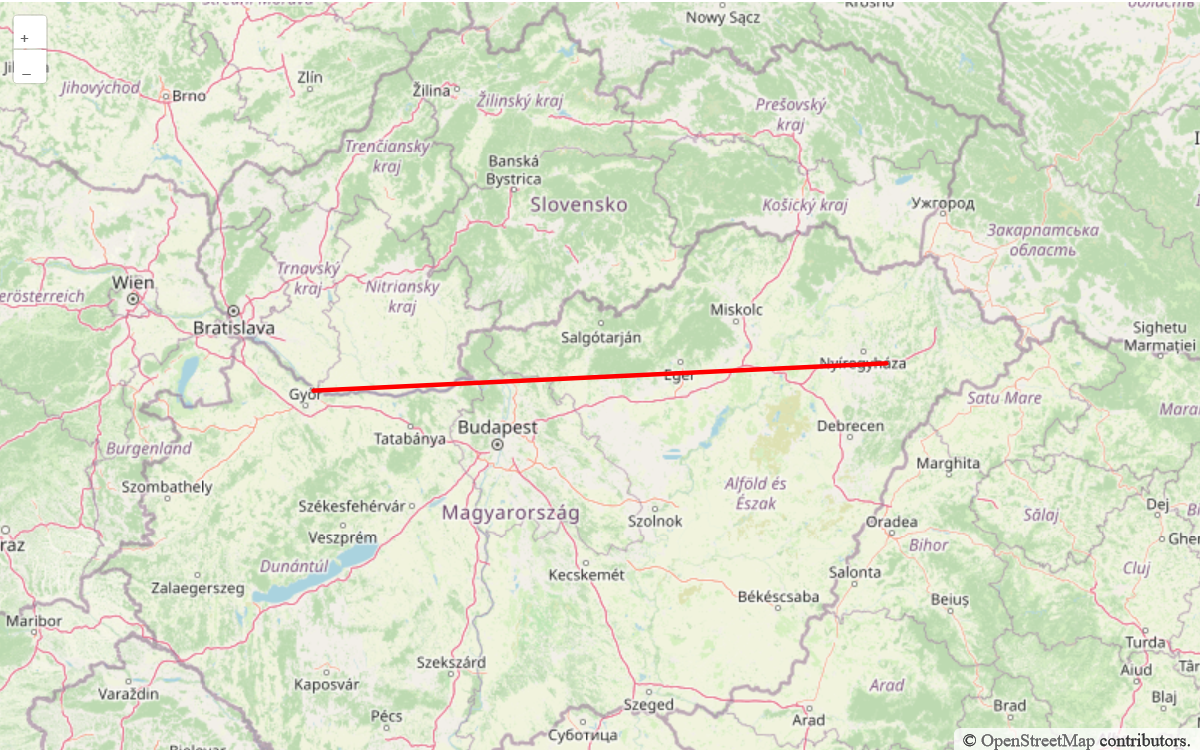 Nowy Sącz
+
–
Zlín
Jihovýchod
Brno
Žilina
Žilinský kraj
Prešovský
kraj
Trenčiansky
kraj
Banská
Bystrica
Slovensko
Košický kraj
Ужгород
Закарпатська
область
Trnavský
kraj
Nitriansky
kraj
Wien
Bratislava
Salgótarján
Miskolc
Sighetu
Marmației
Nyíregyháza
Eger
Győr
Satu Mare
Budapest
Tatabánya
Debrecen
Burgenland
Marghita
Szombathely
Székesfehérvár
Alföld és
Észak
Magyarország
Szolnok
Sălaj
Dej
Veszprém
Oradea
Bihor
Dunántúl
Kecskemét
Salonta
Cluj
Zalaegerszeg
Békéscsaba
Beiuș
Maribor
Turda
Szekszárd
Aiud
Kaposvár
Arad
Blaj
Varaždin
Szeged
Brad
Pécs
Arad
Суботица
© OpenStreetMap contributors.